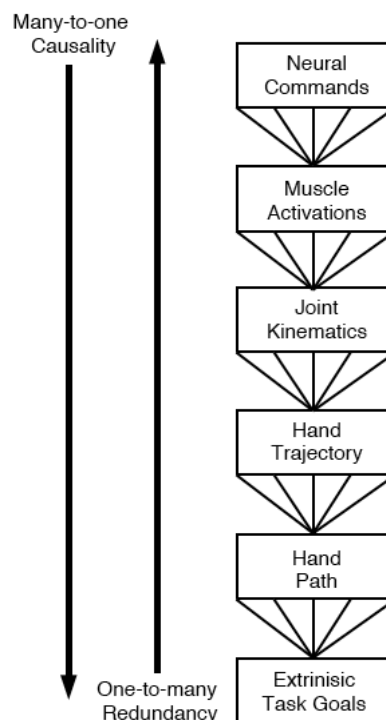 Many-to-one
Causality
Neural
Commands
Muscle
Activations
Joint
Kinematics
Hand
Trajectory
Hand
Path
One-to-many
Redundancy
Extrinisic
Task Goals